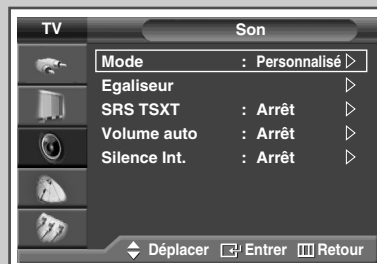 TV Son
Mode : Personnalisé
Egaliseur
SRS TSXT : Arrêt
Volume auto : Arrêt
Silence Int. : Arrêt
Déplacer Entrer Retour